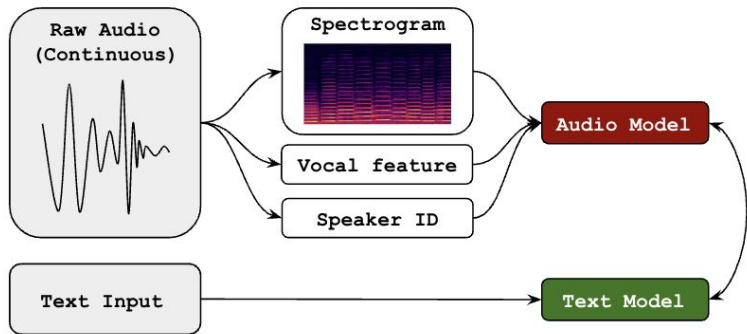 Raw Audio
(Continuous)
Spectrogram
Audio Model
Vocal feature
Speaker ID
Text Input
Text Model